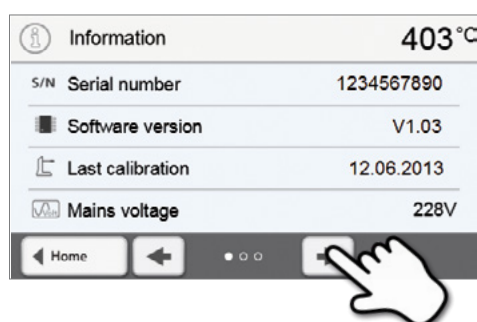 Information 403°C
S/N Serial number 1234567890
Software version V1.03
Last calibration 12.06.2013
Mains voltage 228V
Home